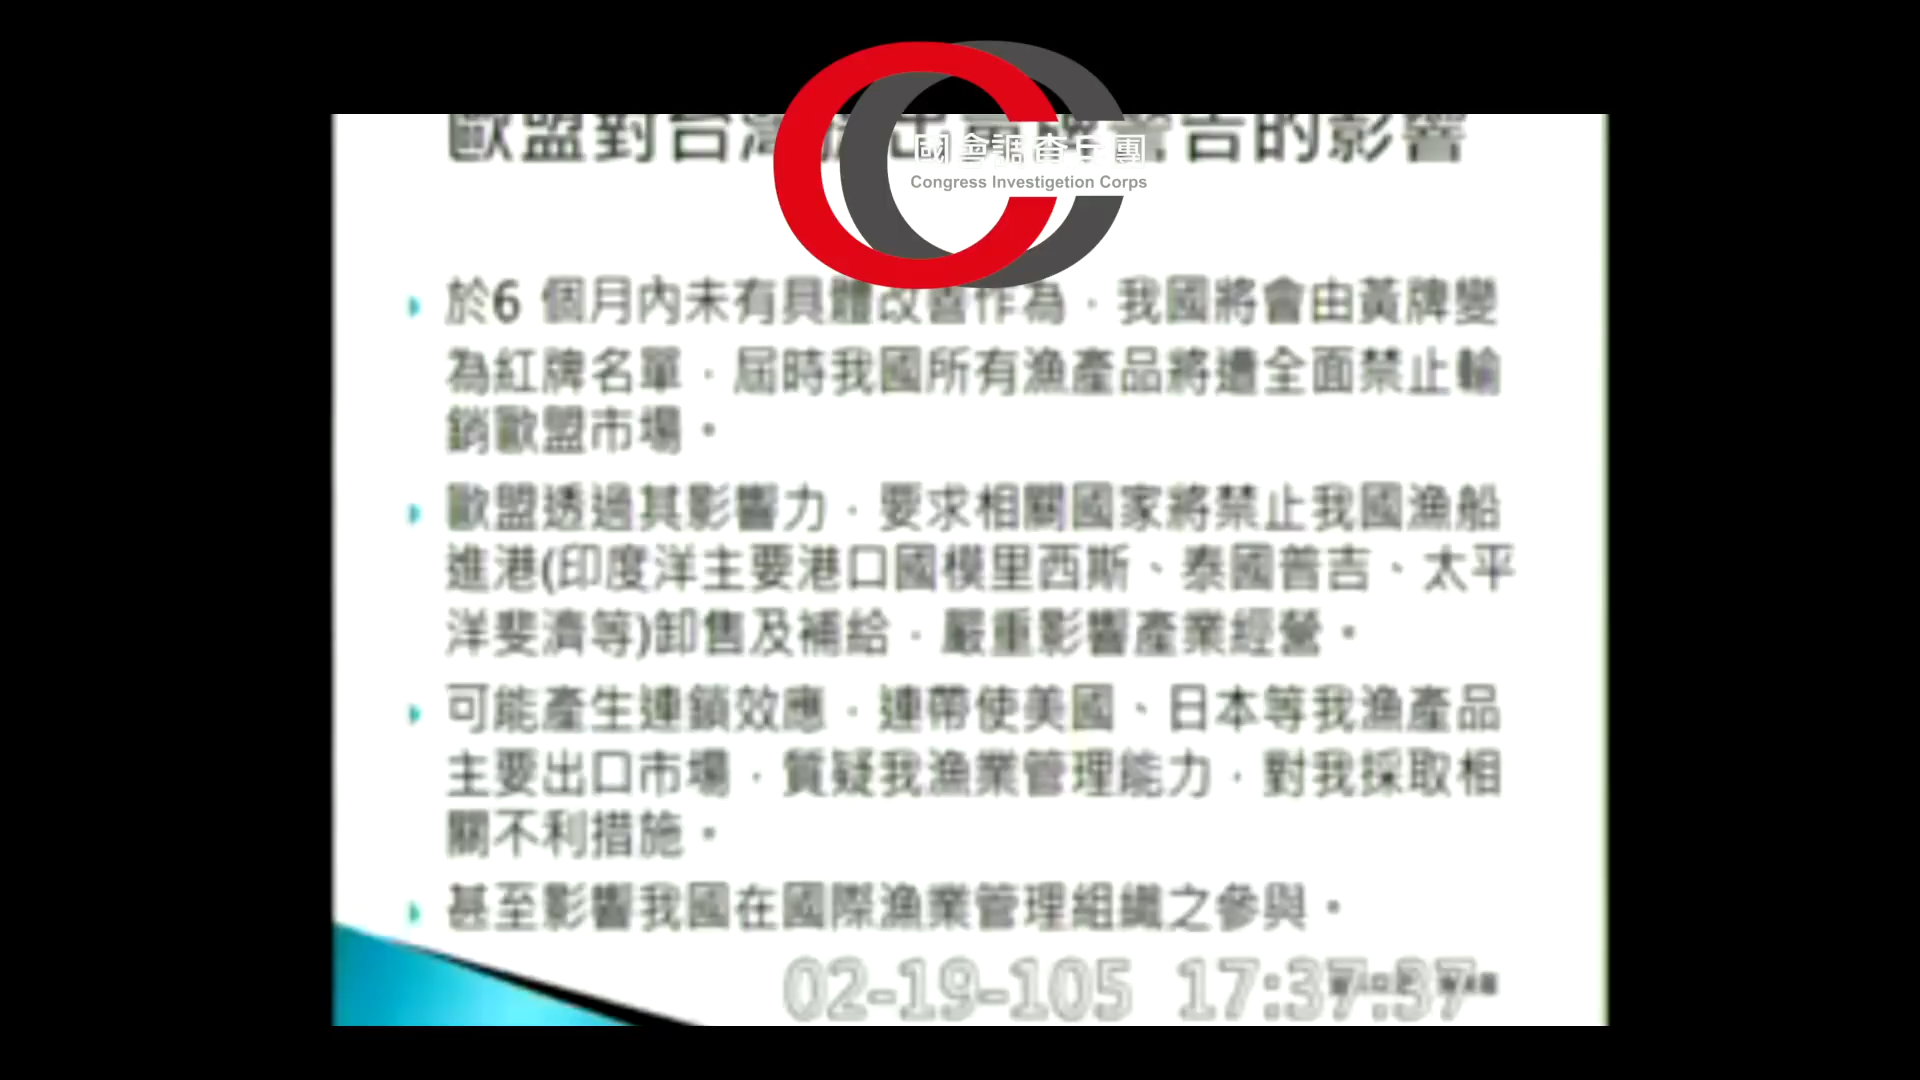 歐盟對台灣提出黃牌警告的影響
國會調查兵團
Congress Investigetion Corps
於6 個月內未有具體改善作為，我國將會由黃牌變
為紅牌名單，屆時我國所有漁產品將遭全面禁止輸
銷歐盟市場。
歐盟透過其影響力，要求相關國家將禁止我國漁船
進港(印度洋主要港口國模里西斯、泰國普吉、太平
洋斐濟等)卸售及補給，嚴重影響產業經營。
可能產生連鎖效應，連帶使美國、日本等我漁產品
主要出口市場，質疑我漁業管理能力，對我採取相
關不利措施。
甚至影響我國在國際漁業管理組織之參與。
02-19-105 17:37:37